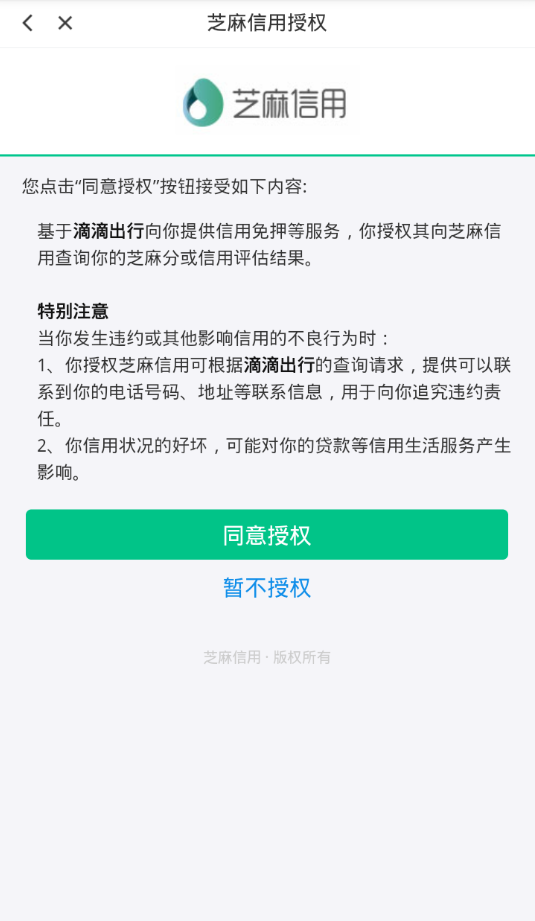 芝麻信用授权
芝麻信用
您点击“同意授权”按钮接受如下内容:
基于滴滴出行向你提供信用免押等服务，你授权其向芝麻信
用查询你的芝麻分或信用评估结果。
特别注意
当你发生违约或其他影响信用的不良行为时：
1、你授权芝麻信用可根据滴滴出行的查询请求，提供可以联
系到你的电话号码、地址等联系信息，用于向你追究违约责
任。
2、你信用状况的好坏，可能对你的贷款等信用生活服务产生
影响。
同意授权
暂不授权
芝麻信用 · 版权所有